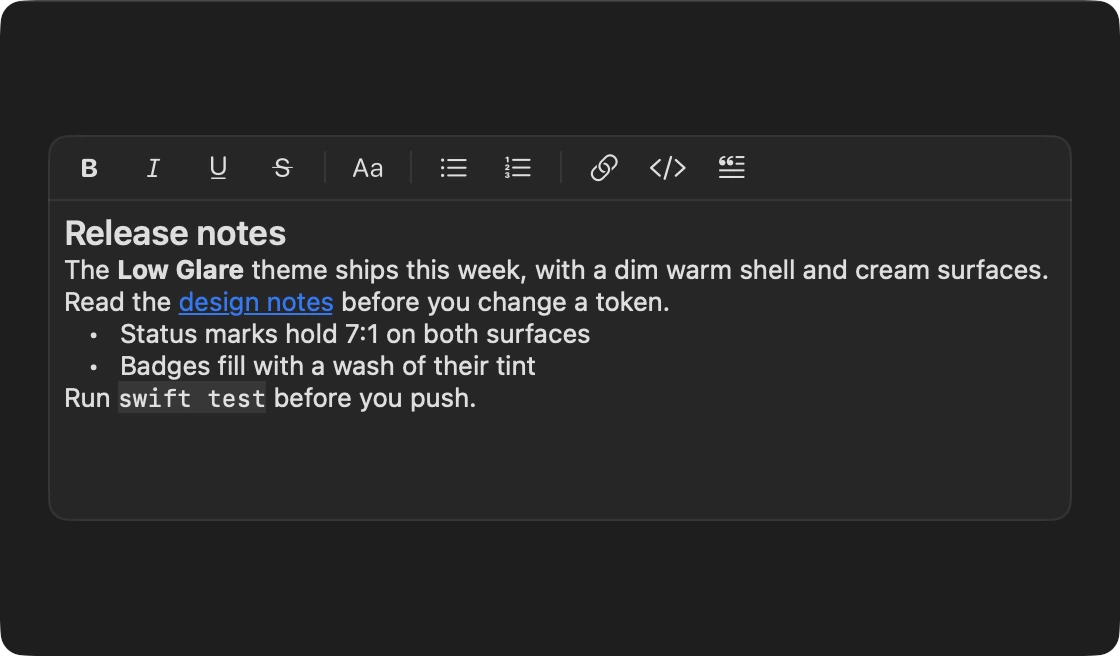 B I U S Aa
Release notes
The Low Glare theme ships this week, with a dim warm shell and cream surfaces.
Read the design notes before you change a token.
• Status marks hold 7:1 on both surfaces
• Badges fill with a wash of their tint
Run swift test before you push.